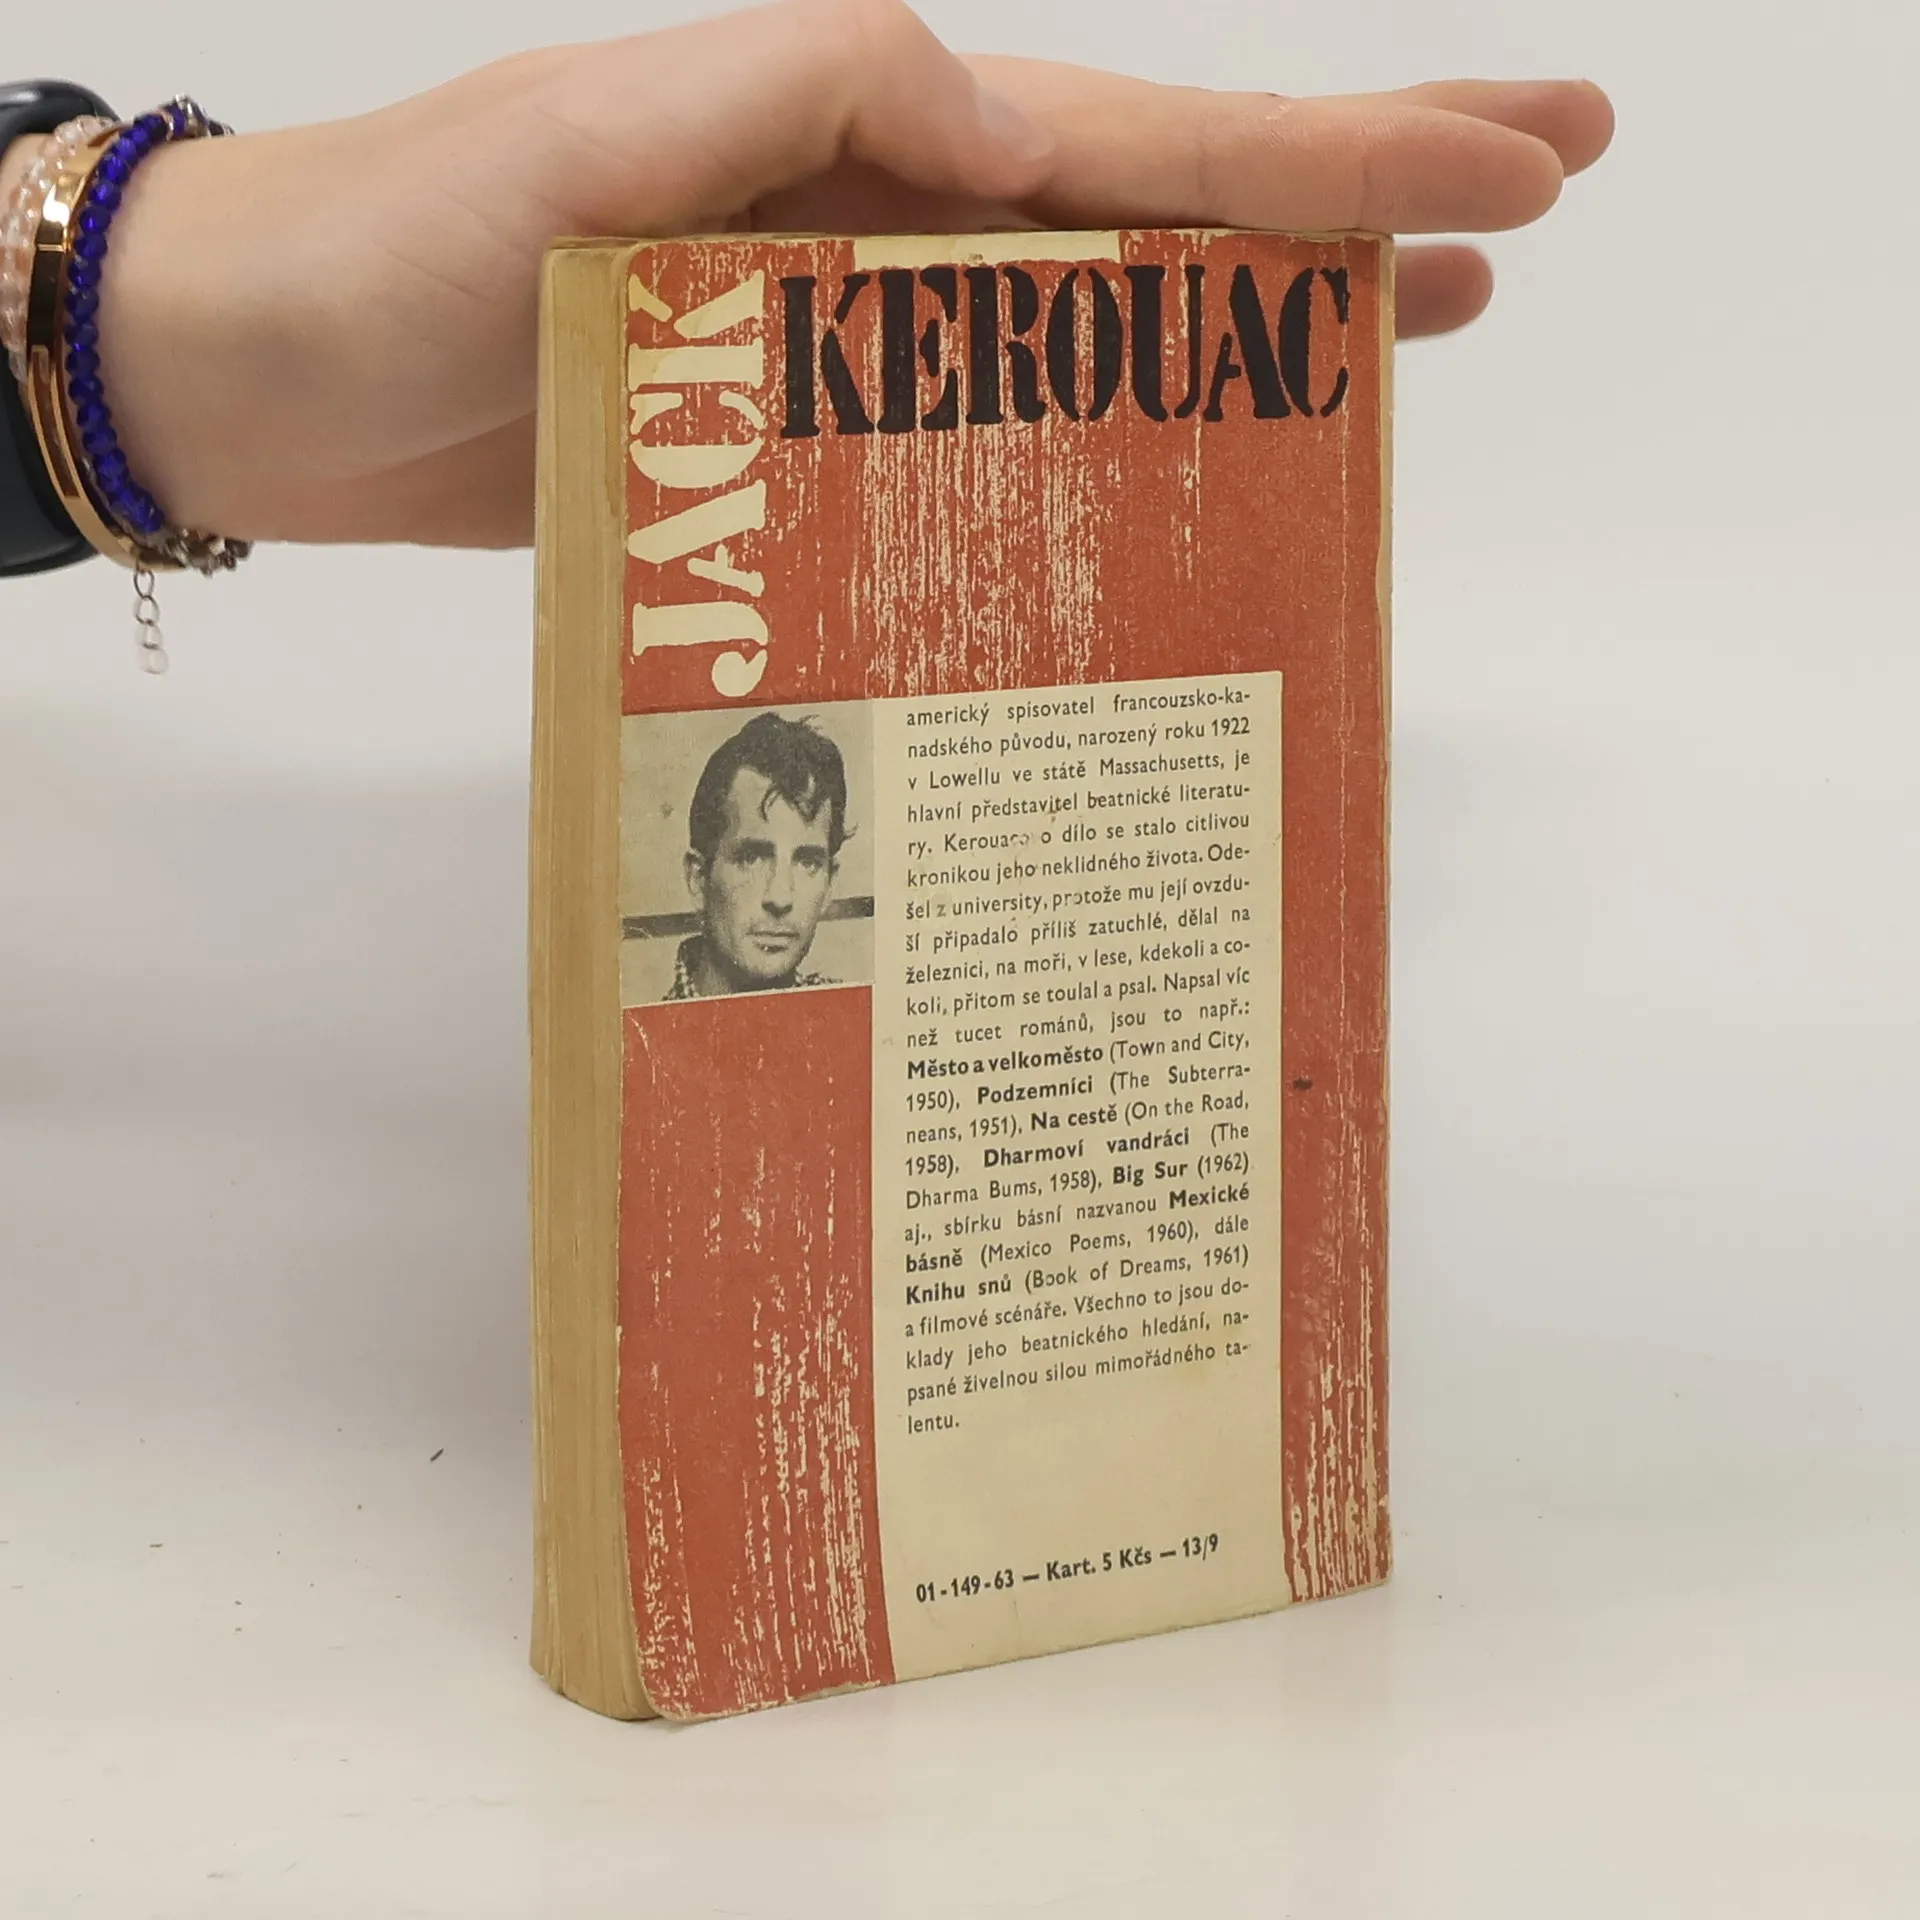 JACK
KEROUAC
americký spisovatel francouzsko-ka-
nadského původu, narozený roku 1922
v Lowellu ve státě Massachusetts, je
hlavní představitel beatnické literatu-
ry. Kerouacovo dílo se stalo citlivou
kronikou jeho neklidného života. Ode-
šel z university, protože mu její ovzdu-
ší připadalo příliš zatuchlé, dělal na
železnici, na moři, v lese, kdekoli a co-
koli, přitom se toulal a psal. Napsal víc
než tucet románů, jsou to např.:
Město a velkoměsto (Town and City,
1950), Podzemníci (The Subterra-
neans, 1951), Na cestě (On the Road,
1958), Dharmoví vandráci (The
Dharma Bums, 1958), Big Sur (1962)
aj., sbírku básní nazvanou Mexické
básně (Mexico Poems, 1960), dále
Knihu snů (Book of Dreams, 1961)
a filmové scénáře. Všechno to jsou do-
klady jeho beatnického hledání, na-
psané živelnou silou mimořádného ta-
lentu.
01-149-63 — Kart. 5 Kčs — 13/9